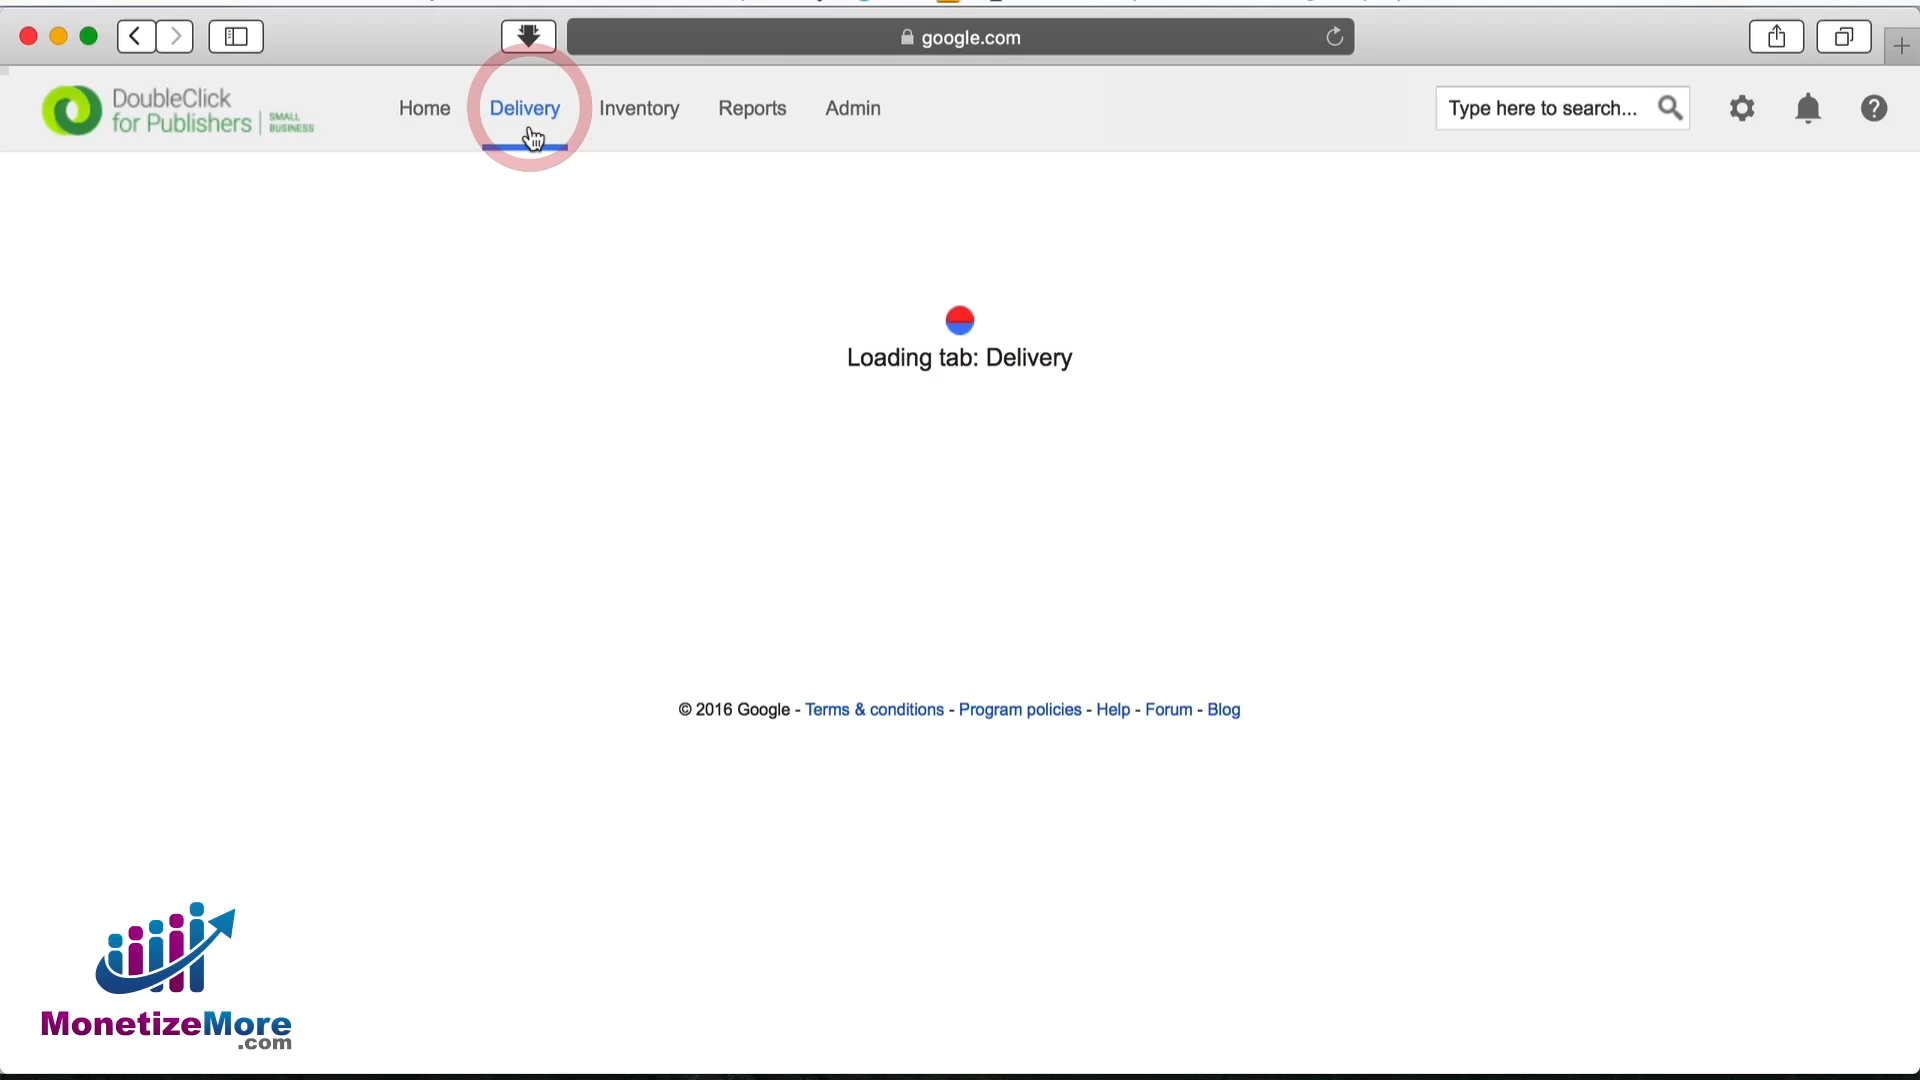 google.com
DoubleClick
for Publishers
SMALL
BUSINESS
Home
Delivery
Inventory
Reports
Admin
Type here to search...
Loading tab: Delivery
© 2016 Google - Terms & conditions - Program policies - Help - Forum - Blog
MonetizeMore
.com